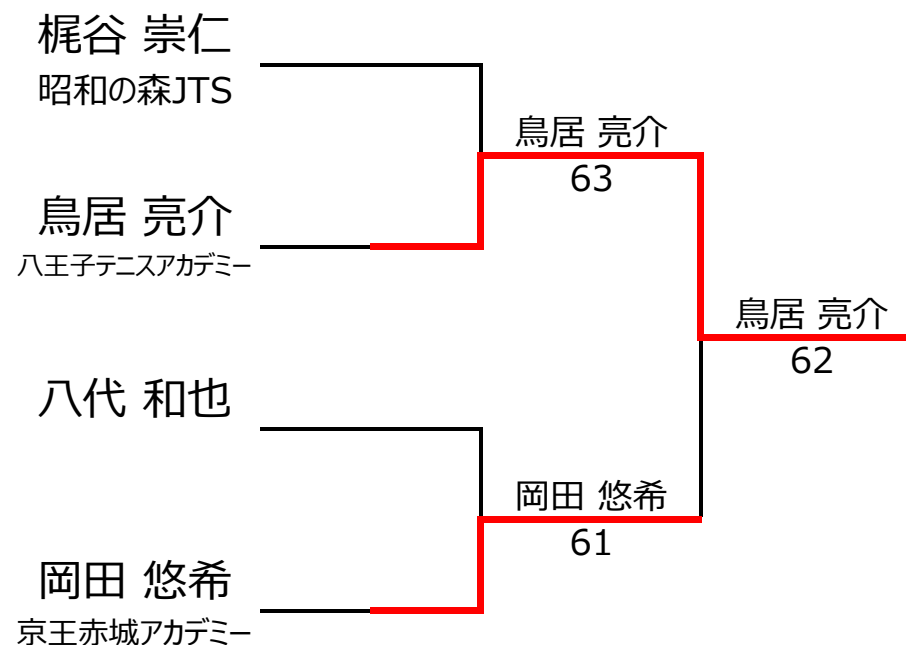 梶谷 崇仁
昭和の森JTS
鳥居 亮介
63
鳥居 亮介
八王子テニスアカデミー
鳥居 亮介
62
八代 和也
岡田 悠希
61
岡田 悠希
京王赤城アカデミー